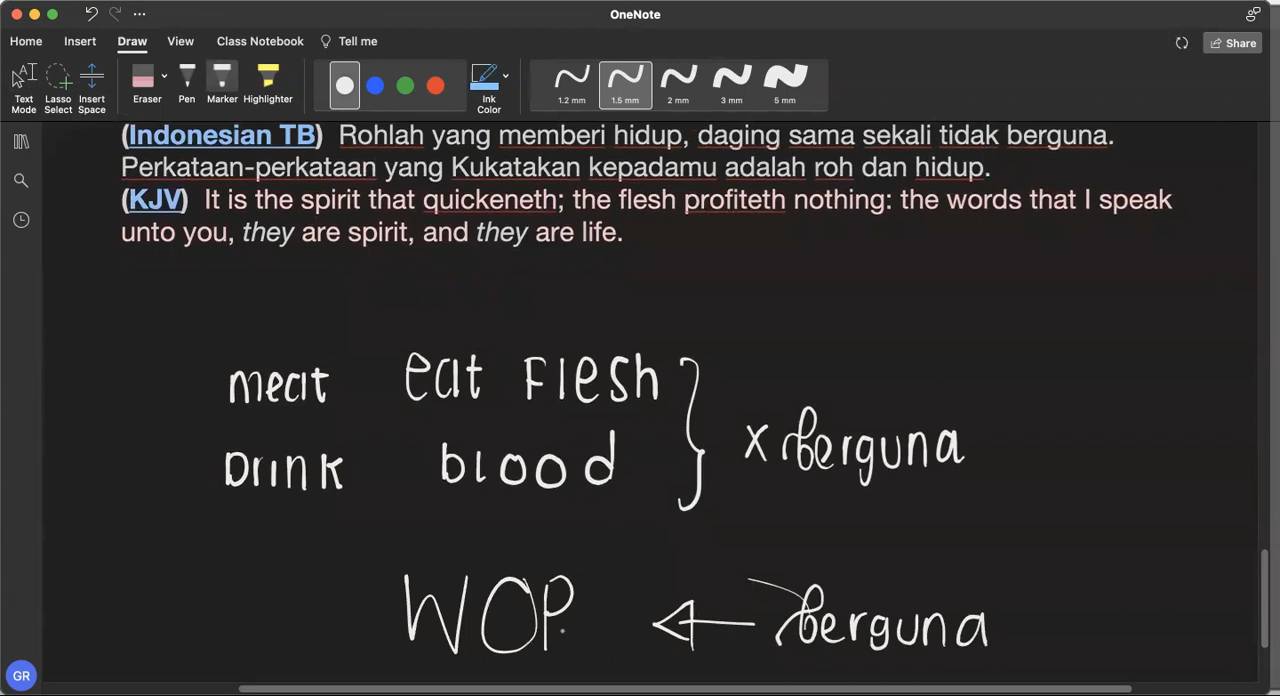 OneNote
Home Insert Draw View Class Notebook Tell me Share
Text Mode Lasso Select Insert Space Eraser Pen Marker Highlighter Ink Color 1.2 mm 1.5 mm 2 mm 3 mm 5 mm
(Indonesian TB) Rohlah yang memberi hidup, daging sama sekali tidak berguna.
Perkataan-perkataan yang Kukatakan kepadamu adalah roh dan hidup.
(KJV) It is the spirit that quickeneth; the flesh profiteth nothing: the words that I speak
unto you, they are spirit, and they are life.
meat eat Flesh
x berguna
Drink blood
WOP ← berguna
GR